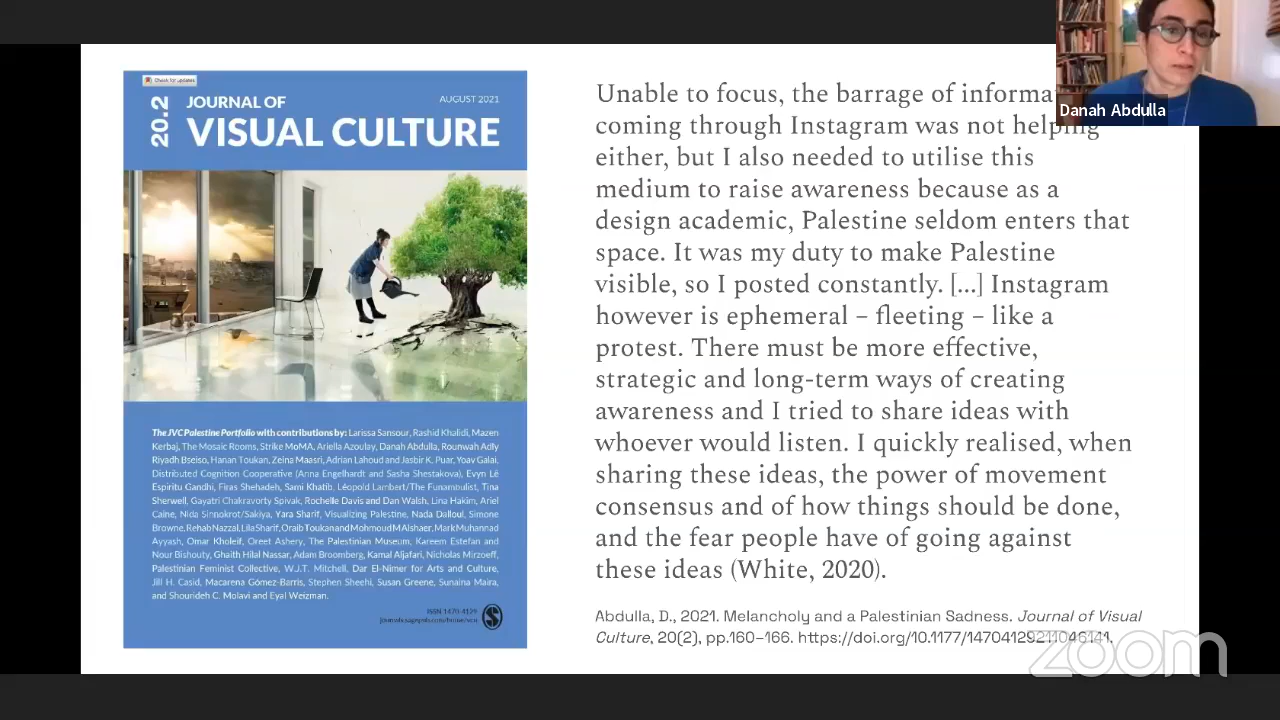 Check for updates
20.2
JOURNAL OF
VISUAL CULTURE
AUGUST 2021
The JVC Palestine Portfolio with contributions by: Larissa Sansour, Rashid Khalidi, Mazen
Kerbaj, The Mosaic Rooms, Strike MoMA, Ariella Azoulay, Danah Abdulla, Rounwah Adly
Riyadh Bseiso, Hanan Toukan, Zeina Maasri, Adrian Lahoud and Jasbir K. Puar, Yoav Galai,
Distributed Cognition Cooperative (Anna Engelhardt and Sasha Shestakova), Evyn Lê
Espiritu Gandhi, Firas Shehadeh, Sami Khatib, Léopold Lambert/The Funambulist, Tina
Sherwell, Gayatri Chakravorty Spivak, Rochelle Davis and Dan Walsh, Lina Hakim, Ariel
Caine, Nida Sinnokrot/Sakiya, Yara Sharif, Visualizing Palestine, Nada Dalloul, Simone
Browne, Rehab Nazzal, Lila Sharif, Oraib Toukan and Mohmoud M Alshaer, Mark Muhannad
Ayyash, Omar Kholeif, Oreet Ashery, The Palestinian Museum, Kareem Estefan and
Nour Bishouty, Ghaith Hilal Nassar, Adam Broomberg, Kamal Aljafari, Nicholas Mirzoeff,
Palestinian Feminist Collective, W.J.T. Mitchell, Dar El-Nimer for Arts and Culture,
Jill H. Casid, Macarena Gómez-Barris, Stephen Sheehi, Susan Greene, Sunaina Maira,
and Shourideh C. Molavi and Eyal Weizman.
ISSN 1470-4129
Unable to focus, the barrage of informa
coming through Instagram was not helping
either, but I also needed to utilise this
medium to raise awareness because as a
design academic, Palestine seldom enters that
space. It was my duty to make Palestine
visible, so I posted constantly. [...] Instagram
however is ephemeral – fleeting – like a
protest. There must be more effective,
strategic and long-term ways of creating
awareness and I tried to share ideas with
whoever would listen. I quickly realised, when
sharing these ideas, the power of movement
consensus and of how things should be done,
and the fear people have of going against
these ideas (White, 2020).
Abdulla, D., 2021. Melancholy and a Palestinian Sadness. Journal of Visual
Culture, 20(2), pp.160–166. https://doi.org/10.1177/14704129211046141.
Danah Abdulla
zoom